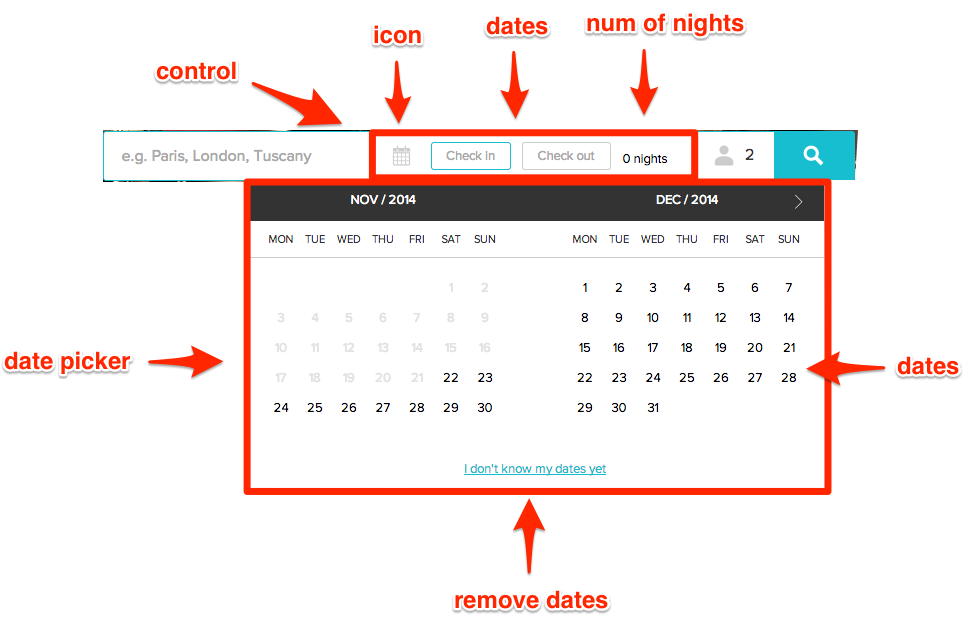 num of nights
dates
icon
control
e.g. Paris, London, Tuscany Check in Check out 0 nights 2
NOV / 2014 DEC / 2014
MON TUE WED THU FRI SAT SUN MON TUE WED THU FRI SAT SUN
1 2 1 2 3 4 5 6 7
3 4 5 6 7 8 9 8 9 10 11 12 13 14
10 11 12 13 14 15 16 15 16 17 18 19 20 21
date picker
dates
17 18 19 20 21 22 23 22 23 24 25 26 27 28
24 25 26 27 28 29 30 29 30 31
I don't know my dates yet
remove dates